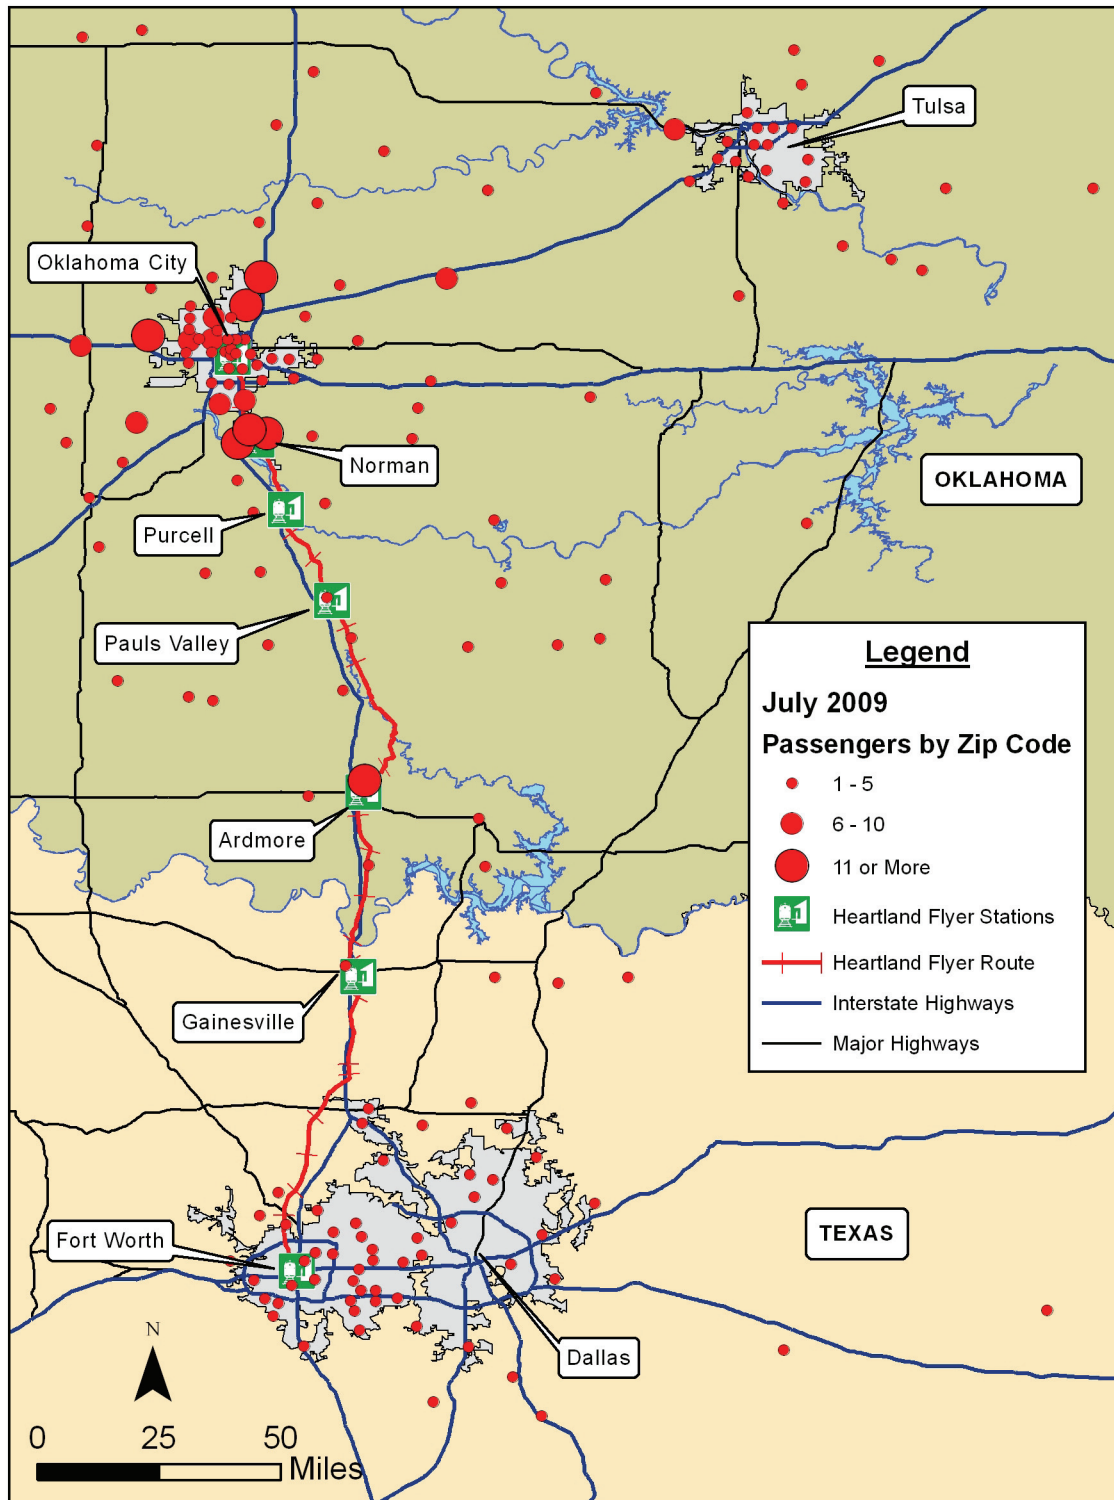 Tulsa
Oklahoma City
Norman
OKLAHOMA
Purcell
Pauls Valley
Legend
July 2009
Passengers by Zip Code
1 - 5
6 - 10
11 or More
Heartland Flyer Stations
Heartland Flyer Route
Interstate Highways
Major Highways
Ardmore
Gainesville
Fort Worth
TEXAS
Dallas
N
0 25 50
Miles